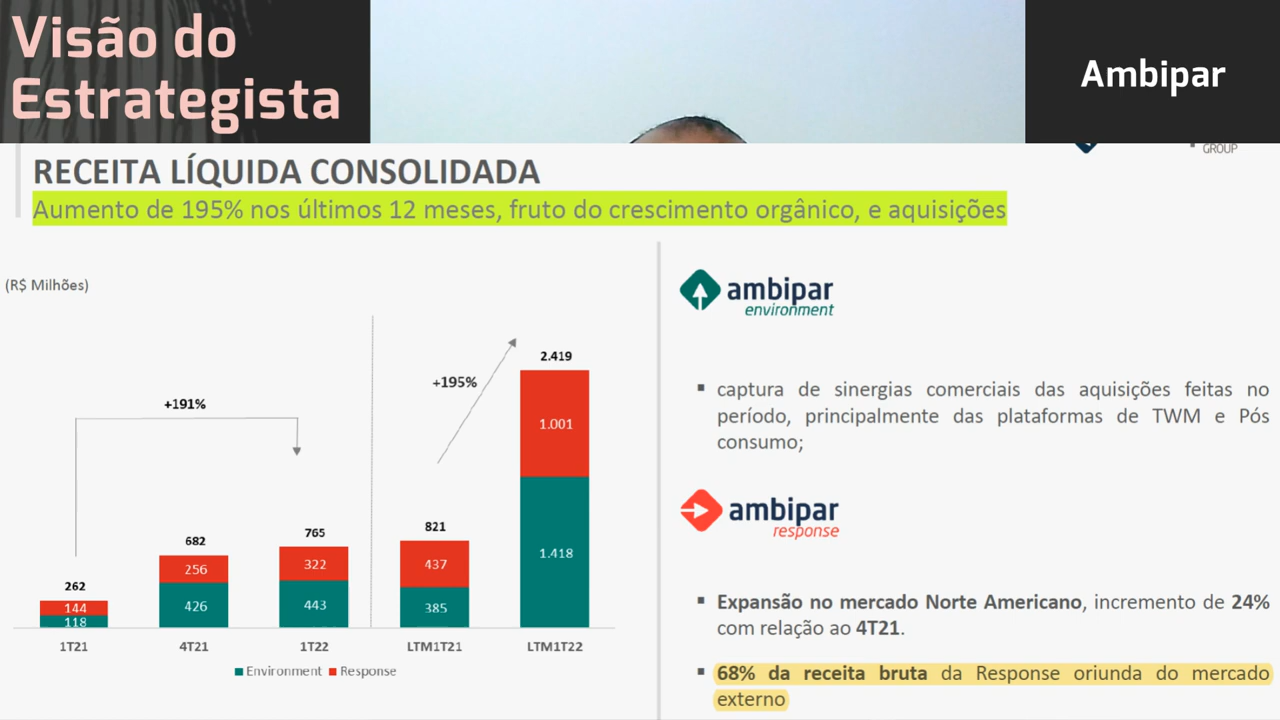 Visão do
Estrategista
Ambipar
GROUP
RECEITA LÍQUIDA CONSOLIDADA
Aumento de 195% nos últimos 12 meses, fruto do crescimento orgânico, e aquisições
(R$ Milhões)
+191%
+195%
262
144
118
682
256
426
765
322
443
821
437
385
2.419
1.001
1.418
1T21
4T21
1T22
LTM1T21
LTM1T22
Environment
Response
ambipar
environment
▪ captura de sinergias comerciais das aquisições feitas no
período, principalmente das plataformas de TWM e Pós
consumo;
ambipar
response
▪ Expansão no mercado Norte Americano, incremento de 24%
com relação ao 4T21.
▪ 68% da receita bruta da Response oriunda do mercado
externo